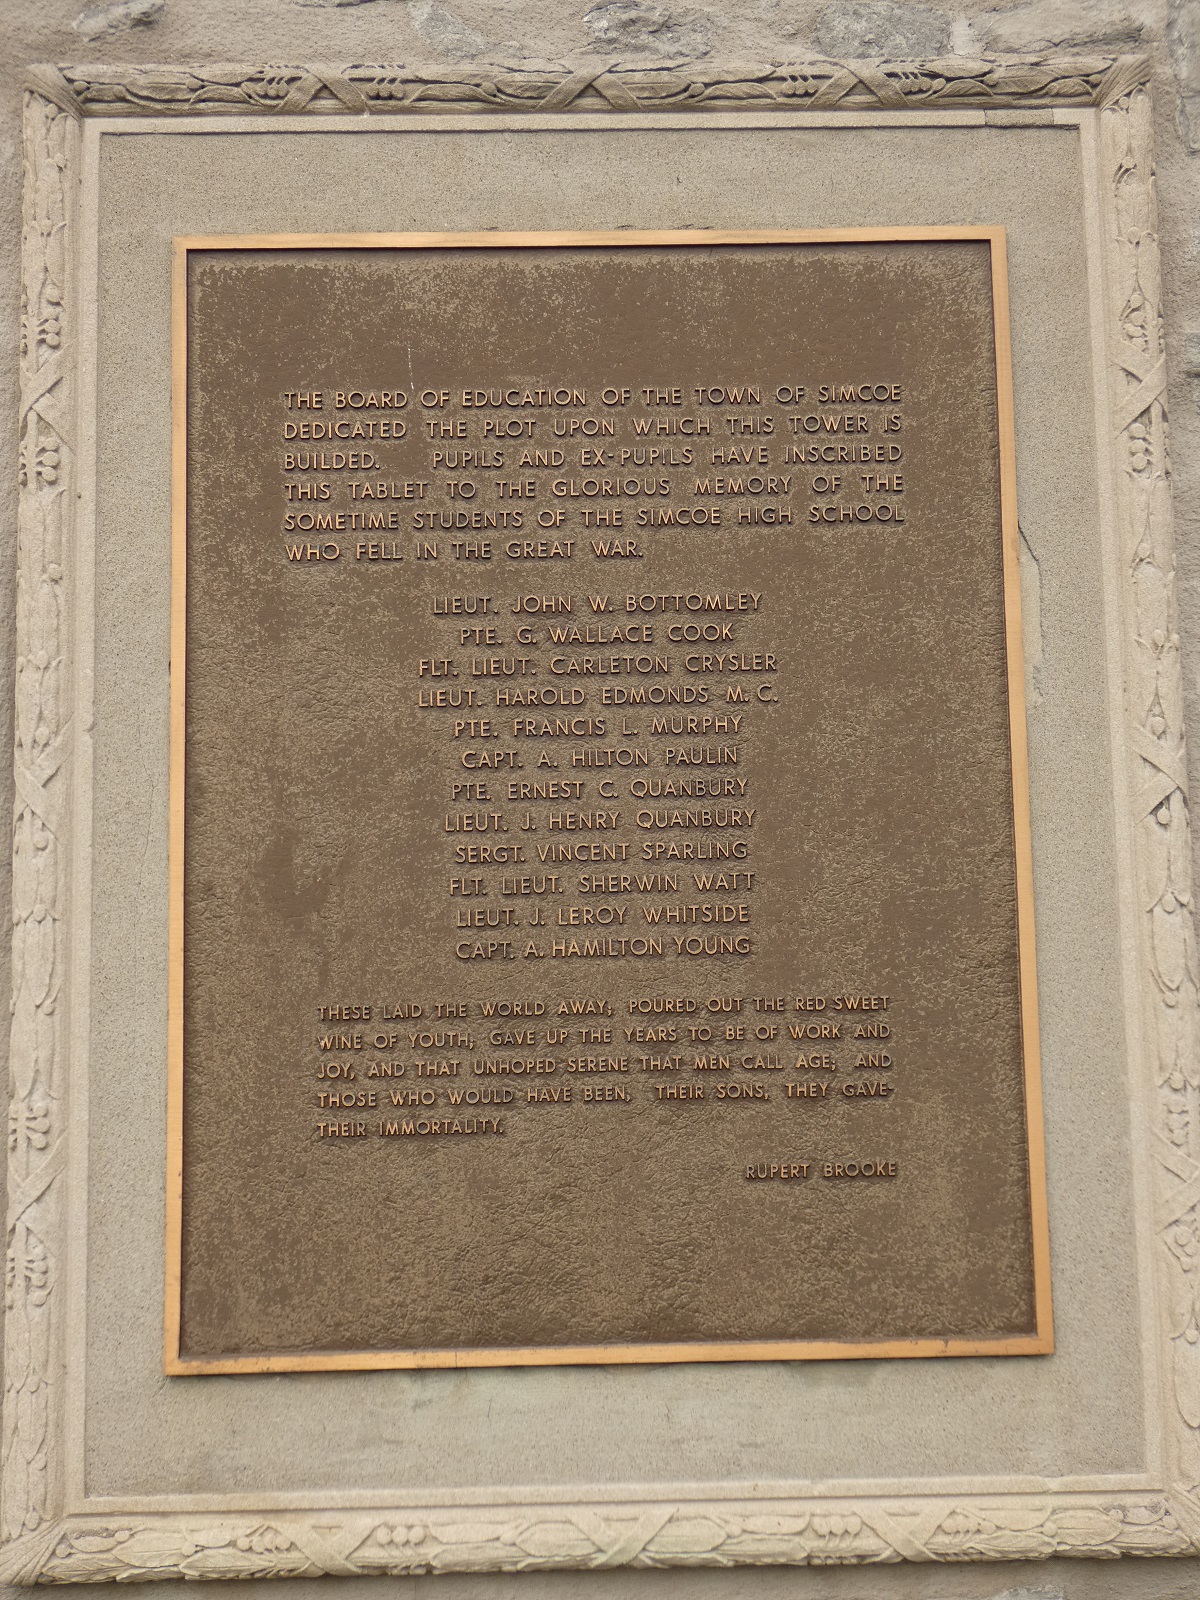 THE BOARD OF EDUCATION OF THE TOWN OF SIMCOE
DEDICATED THE PLOT UPON WHICH THIS TOWER IS
BUILDED. PUPILS AND EX-PUPILS HAVE INSCRIBED
THIS TABLET TO THE GLORIOUS MEMORY OF THE
SOMETIME STUDENTS OF THE SIMCOE HIGH SCHOOL
WHO FELL IN THE GREAT WAR.
LIEUT. JOHN W. BOTTOMLEY
PTE. G. WALLACE COOK
FLT. LIEUT. CARLETON CRYSLER
LIEUT. HAROLD EDMONDS M. C.
PTE. FRANCIS L. MURPHY
CAPT. A. HILTON PAULIN
PTE. ERNEST C. QUANBURY
LIEUT. J. HENRY QUANBURY
SERGT. VINCENT SPARLING
FLT. LIEUT. SHERWIN WATT
LIEUT. J. LEROY WHITSIDE
CAPT. A. HAMILTON YOUNG
THESE LAID THE WORLD AWAY; POURED OUT THE RED SWEET
WINE OF YOUTH; GAVE UP THE YEARS TO BE OF WORK AND
JOY, AND THAT UNHOPED SERENE THAT MEN CALL AGE; AND
THOSE WHO WOULD HAVE BEEN, THEIR SONS, THEY GAVE-
THEIR IMMORTALITY.
RUPERT BROOKE